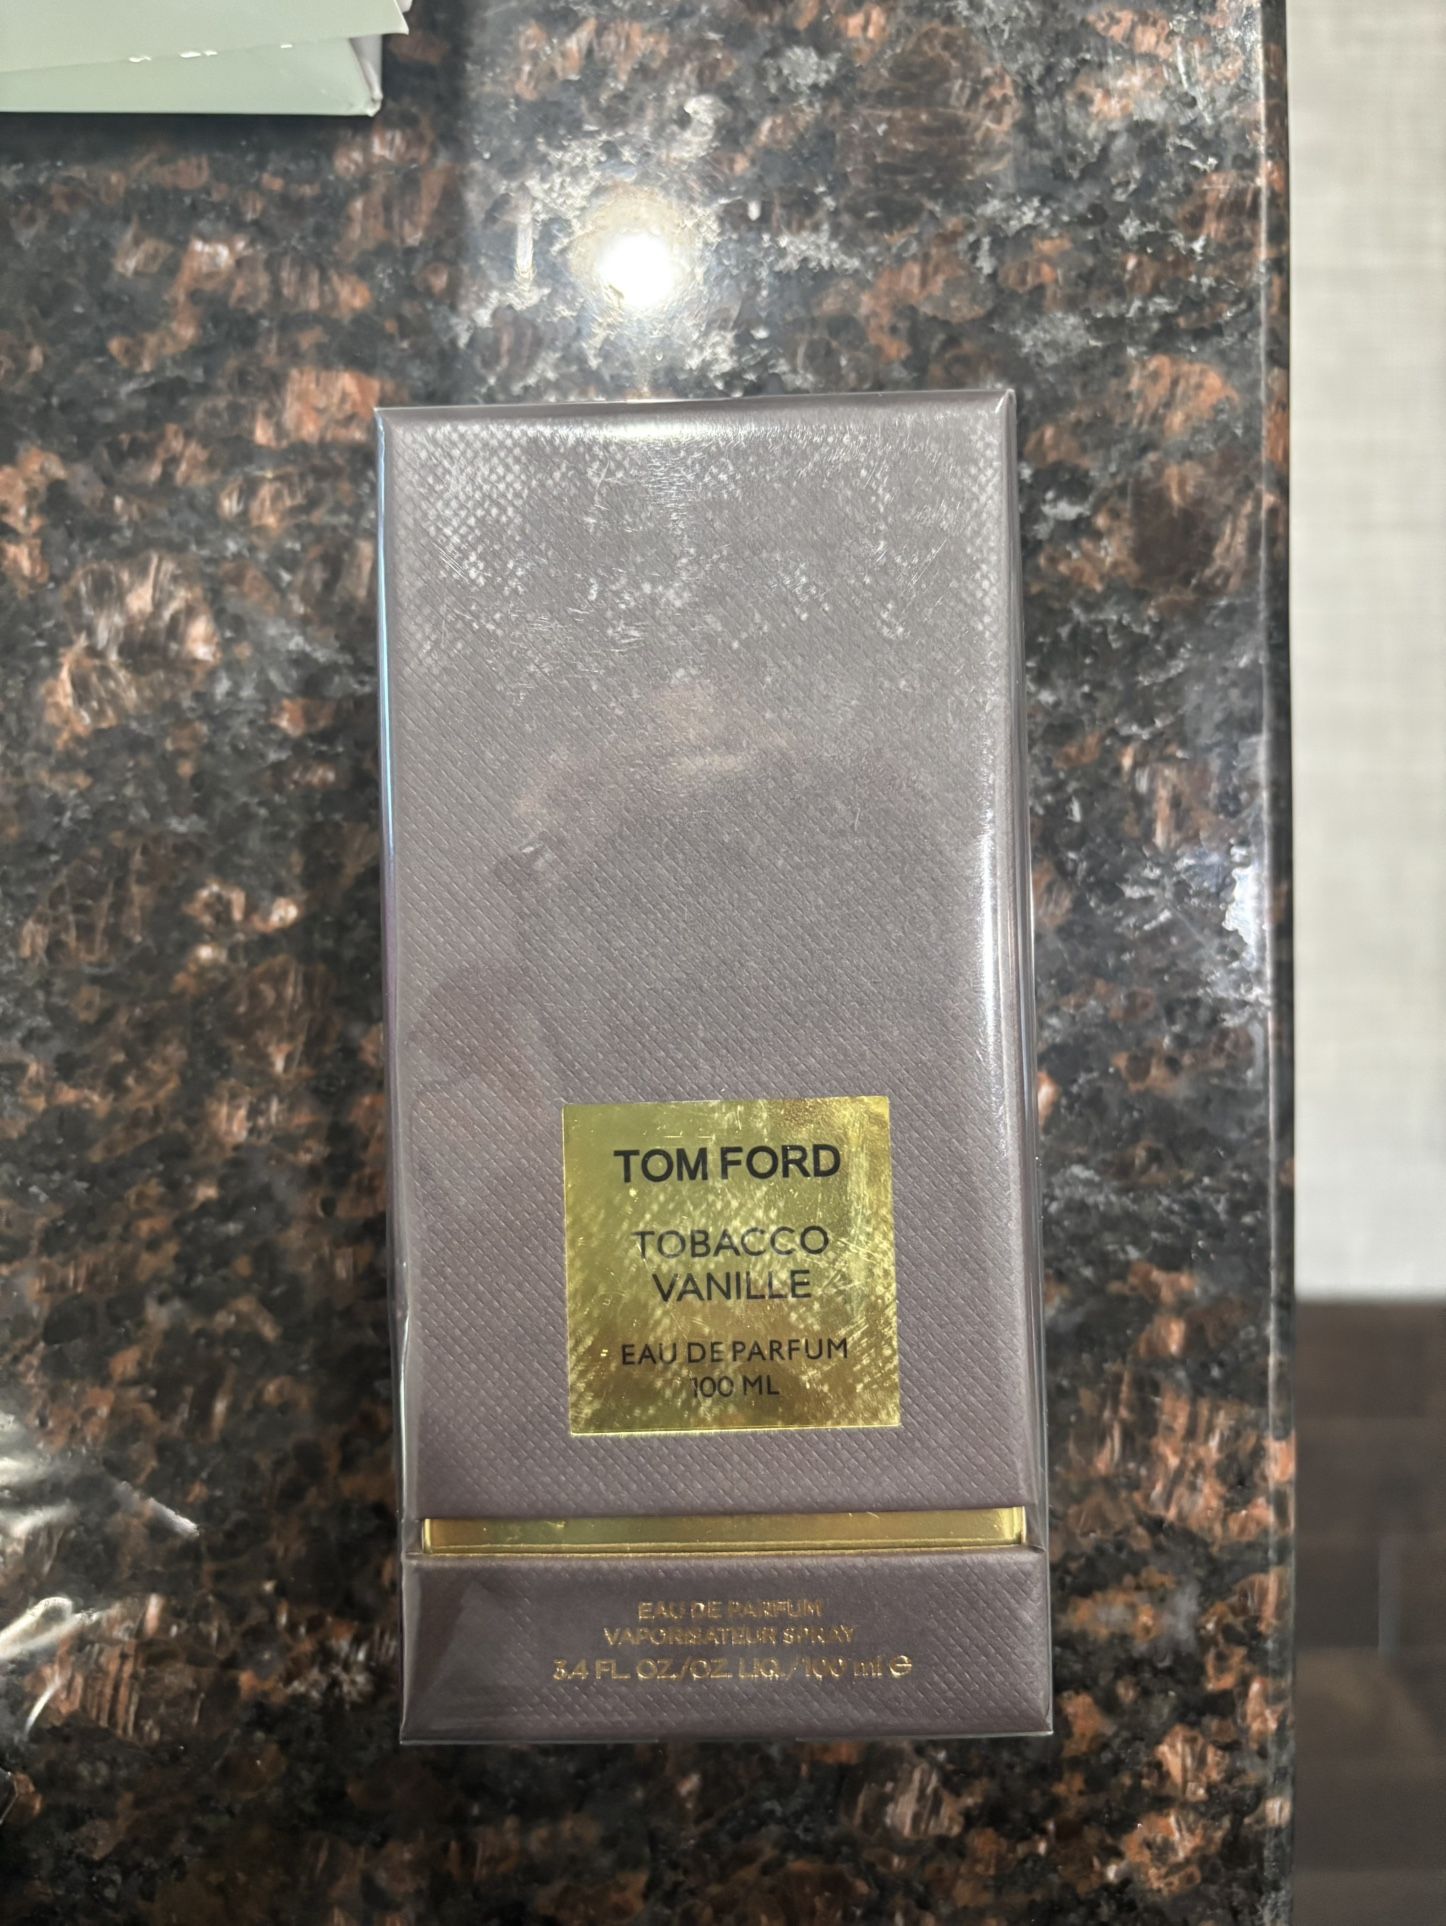 TOM FORD
TOBACCO
VANILLE
EAU DE PARFUM
100 ML
EAU DE PARFUM
VAPORISATEUR SPRAY
3.4 FL. OZ./OZ. LIQ./100 ml ℮